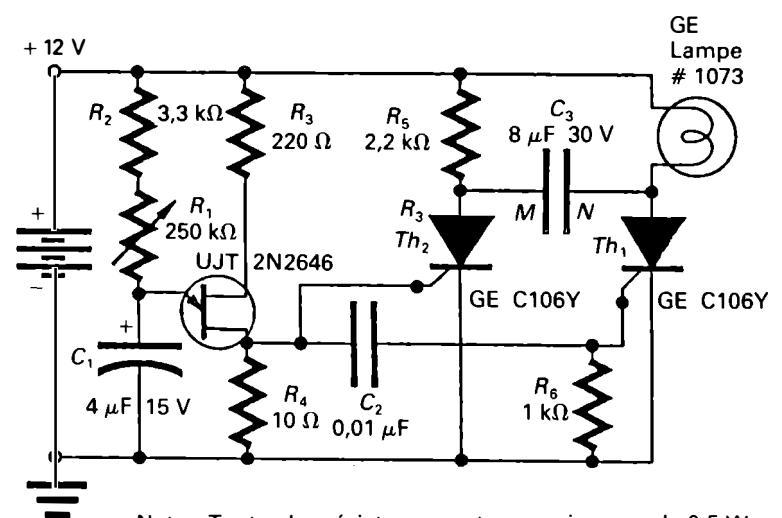 GE
Lampe
# 1073
+ 12 V
R2
3,3 kΩ
R3
220 Ω
R5
2,2 kΩ
C3
8 µF 30 V
R1
250 kΩ
M
N
R3
Th2
Th1
UJT 2N2646
GE C106Y
GE C106Y
+
−
+
C1
4 µF 15 V
R4
10 Ω
C2
0,01 µF
R6
1 kΩ